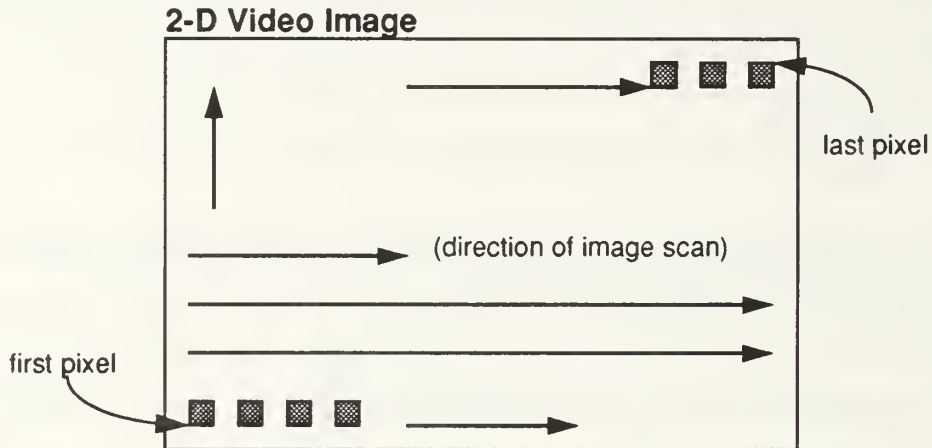 2-D Video Image
last pixel
(direction of image scan)
first pixel